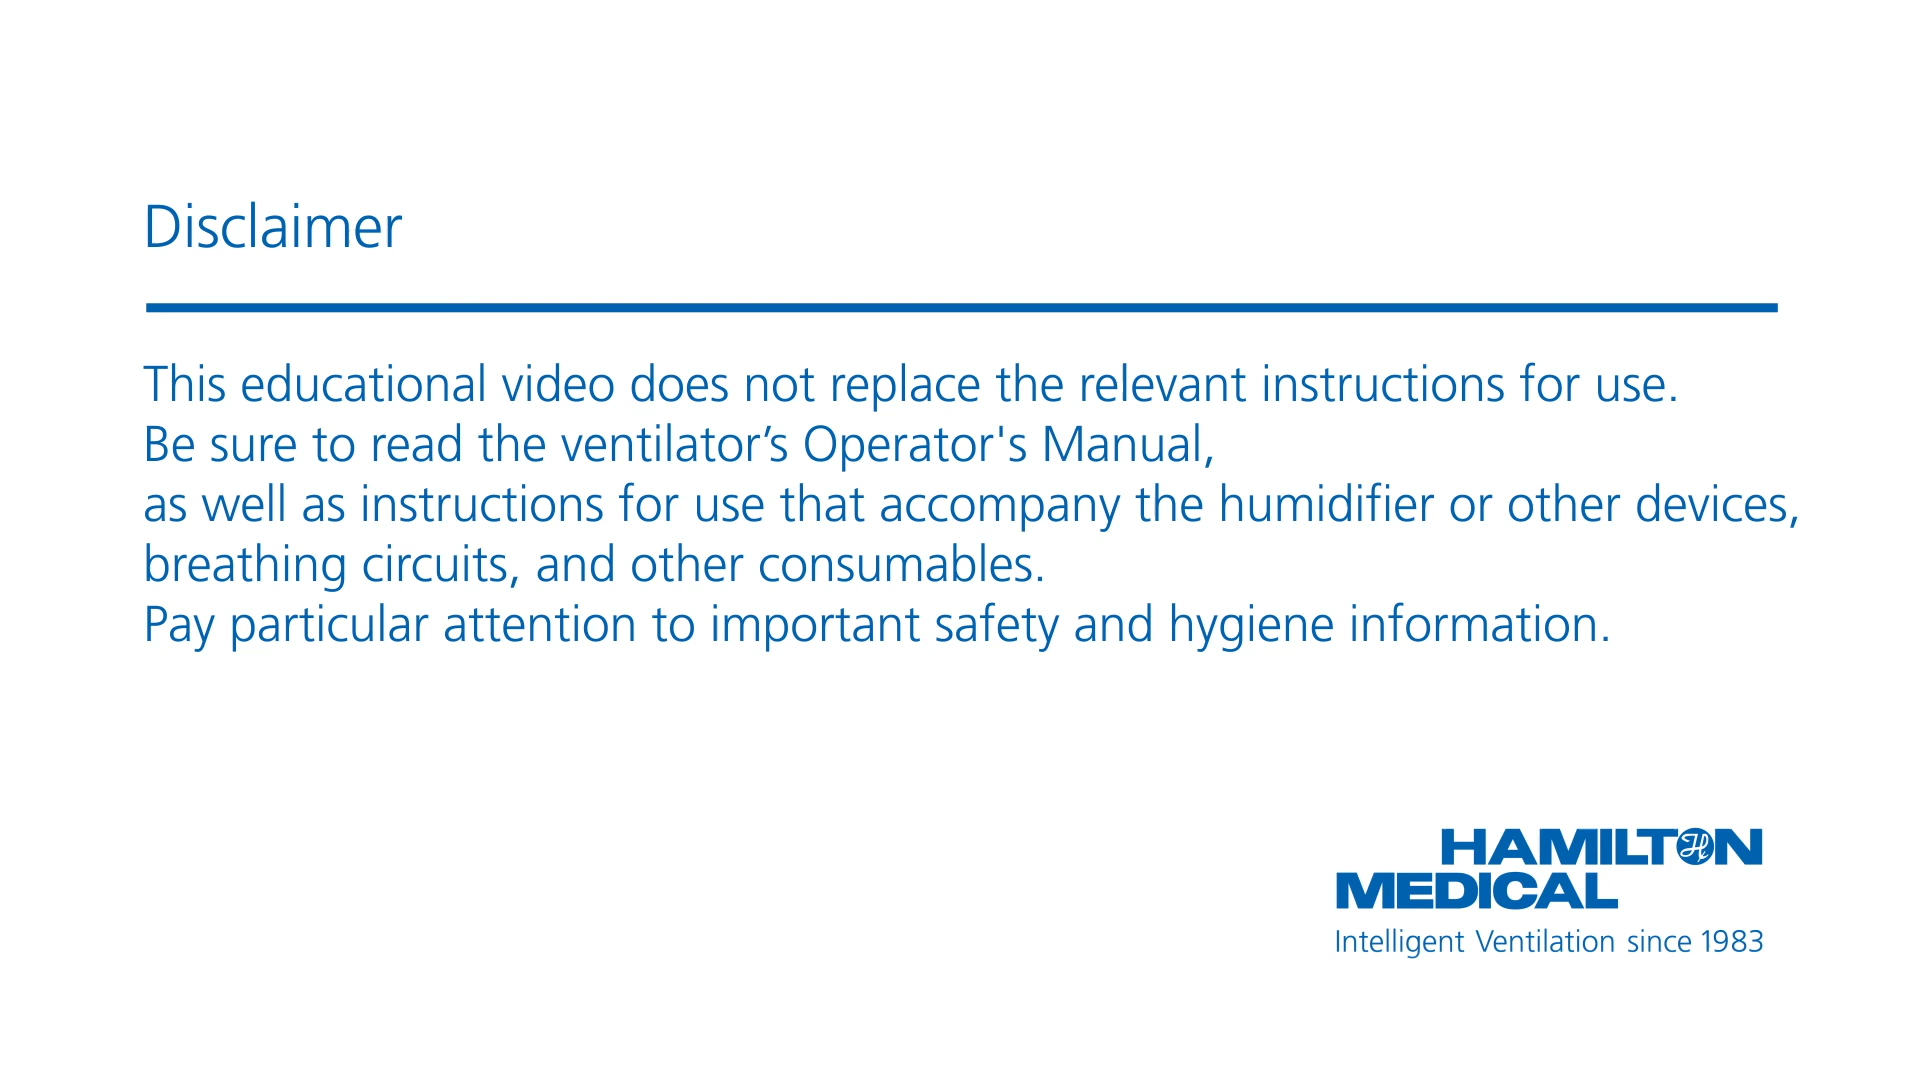 Disclaimer
This educational video does not replace the relevant instructions for use.
Be sure to read the ventilator’s Operator's Manual,
as well as instructions for use that accompany the humidifier or other devices,
breathing circuits, and other consumables.
Pay particular attention to important safety and hygiene information.
HAMILTON
MEDICAL
Intelligent Ventilation since 1983